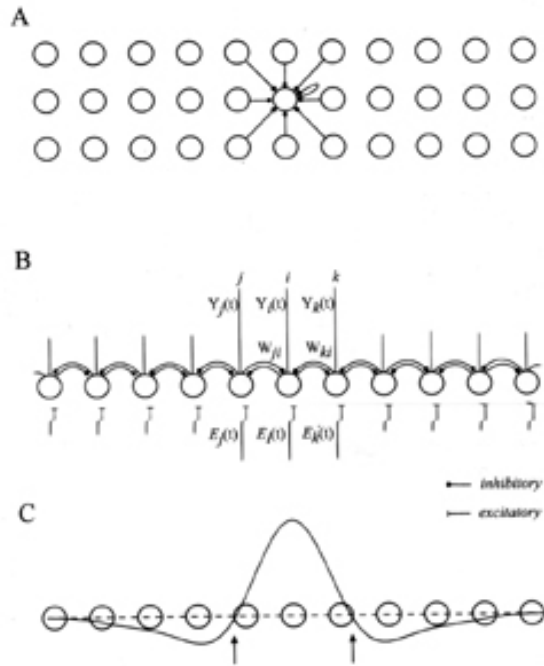 A
B
j i k
Yj(t) Yi(t) Yk(t)
Wji Wki
Ej(t) Ei(t) Ek(t)
inhibitory
excitatory
C